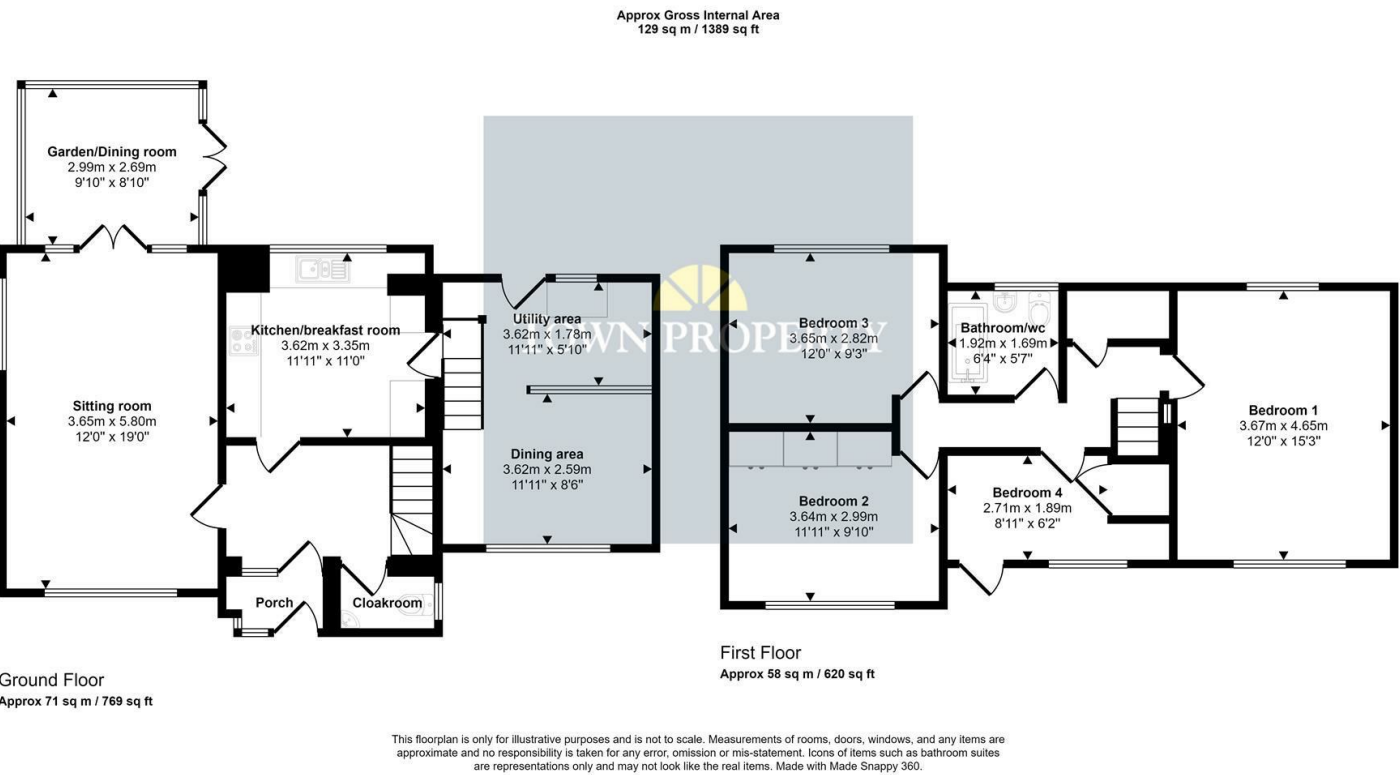 Approx Gross Internal Area
129 sq m / 1389 sq ft
Garden/Dining room
2.99m x 2.69m
9'10" x 8'10"
Kitchen/breakfast room
3.62m x 3.35m
11'11" x 11'0"
Utility area
3.62m x 1.78m
11'11" x 5'10"
Sitting room
3.65m x 5.80m
12'0" x 19'0"
Dining area
3.62m x 2.59m
11'11" x 8'6"
Porch
Cloakroom
Ground Floor
Approx 71 sq m / 769 sq ft
TOWN PROPERTY
Bedroom 3
3.65m x 2.82m
12'0" x 9'3"
Bathroom/wc
1.92m x 1.69m
6'4" x 5'7"
Bedroom 1
3.67m x 4.65m
12'0" x 15'3"
Bedroom 2
3.64m x 2.99m
11'11" x 9'10"
Bedroom 4
2.71m x 1.89m
8'11" x 6'2"
First Floor
Approx 58 sq m / 620 sq ft
This floorplan is only for illustrative purposes and is not to scale. Measurements of rooms, doors, windows, and any items are
approximate and no responsibility is taken for any error, omission or mis-statement. Icons of items such as bathroom suites
are representations only and may not look like the real items. Made with Made Snappy 360.